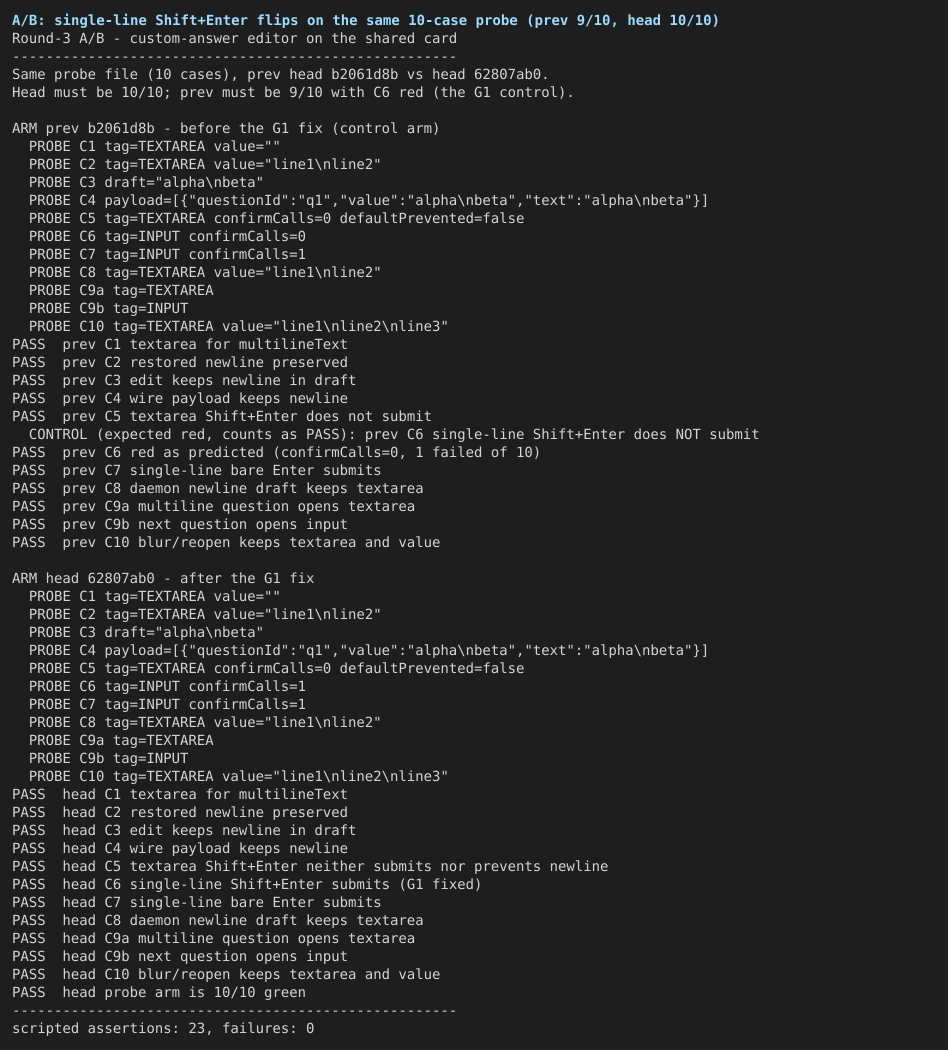 A/B: single-line Shift+Enter flips on the same 10-case probe (prev 9/10, head 10/10)
Round-3 A/B - custom-answer editor on the shared card
-----------------------------------------------------
Same probe file (10 cases), prev head b2061d8b vs head 62807ab0.
Head must be 10/10; prev must be 9/10 with C6 red (the G1 control).

ARM prev b2061d8b - before the G1 fix (control arm)
  PROBE C1 tag=TEXTAREA value=""
  PROBE C2 tag=TEXTAREA value="line1\nline2"
  PROBE C3 draft="alpha\nbeta"
  PROBE C4 payload=[{"questionId":"q1","value":"alpha\nbeta","text":"alpha\nbeta"}]
  PROBE C5 tag=TEXTAREA confirmCalls=0 defaultPrevented=false
  PROBE C6 tag=INPUT confirmCalls=0
  PROBE C7 tag=INPUT confirmCalls=1
  PROBE C8 tag=TEXTAREA value="line1\nline2"
  PROBE C9a tag=TEXTAREA
  PROBE C9b tag=INPUT
  PROBE C10 tag=TEXTAREA value="line1\nline2\nline3"
PASS  prev C1 textarea for multilineText
PASS  prev C2 restored newline preserved
PASS  prev C3 edit keeps newline in draft
PASS  prev C4 wire payload keeps newline
PASS  prev C5 textarea Shift+Enter does not submit
  CONTROL (expected red, counts as PASS): prev C6 single-line Shift+Enter does NOT submit
PASS  prev C6 red as predicted (confirmCalls=0, 1 failed of 10)
PASS  prev C7 single-line bare Enter submits
PASS  prev C8 daemon newline draft keeps textarea
PASS  prev C9a multiline question opens textarea
PASS  prev C9b next question opens input
PASS  prev C10 blur/reopen keeps textarea and value

ARM head 62807ab0 - after the G1 fix
  PROBE C1 tag=TEXTAREA value=""
  PROBE C2 tag=TEXTAREA value="line1\nline2"
  PROBE C3 draft="alpha\nbeta"
  PROBE C4 payload=[{"questionId":"q1","value":"alpha\nbeta","text":"alpha\nbeta"}]
  PROBE C5 tag=TEXTAREA confirmCalls=0 defaultPrevented=false
  PROBE C6 tag=INPUT confirmCalls=1
  PROBE C7 tag=INPUT confirmCalls=1
  PROBE C8 tag=TEXTAREA value="line1\nline2"
  PROBE C9a tag=TEXTAREA
  PROBE C9b tag=INPUT
  PROBE C10 tag=TEXTAREA value="line1\nline2\nline3"
PASS  head C1 textarea for multilineText
PASS  head C2 restored newline preserved
PASS  head C3 edit keeps newline in draft
PASS  head C4 wire payload keeps newline
PASS  head C5 textarea Shift+Enter neither submits nor prevents newline
PASS  head C6 single-line Shift+Enter submits (G1 fixed)
PASS  head C7 single-line bare Enter submits
PASS  head C8 daemon newline draft keeps textarea
PASS  head C9a multiline question opens textarea
PASS  head C9b next question opens input
PASS  head C10 blur/reopen keeps textarea and value
PASS  head probe arm is 10/10 green
-----------------------------------------------------
scripted assertions: 23, failures: 0